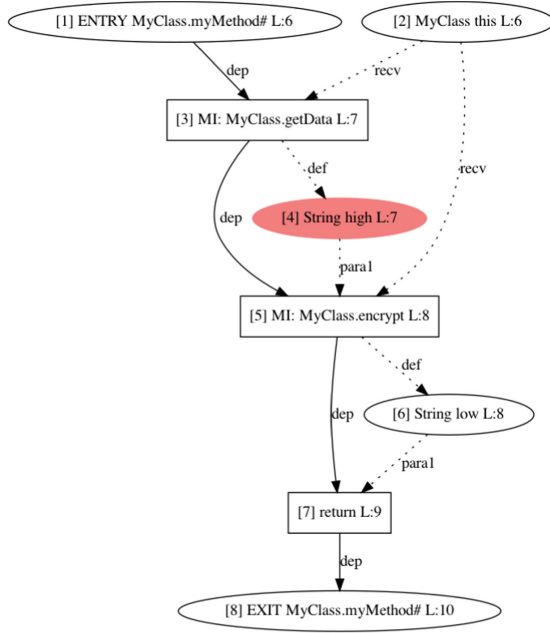 [1] ENTRY MyClass.myMethod# L:6
[2] MyClass this L:6
dep
recv
[3] MI: MyClass.getData L:7
def
recv
[4] String high L:7
dep
para1
[5] MI: MyClass.encrypt L:8
def
dep
[6] String low L:8
para1
[7] return L:9
dep
[8] EXIT MyClass.myMethod# L:10